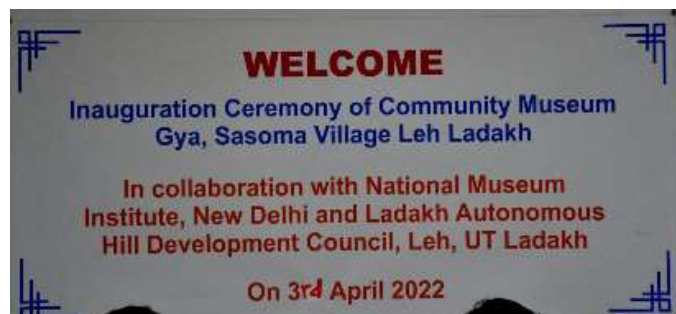 WELCOME
Inauguration Ceremony of Community Museum
Gya, Sasoma Village Leh Ladakh
In collaboration with National Museum
Institute, New Delhi and Ladakh Autonomous
Hill Development Council, Leh, UT Ladakh
On 3rd April 2022